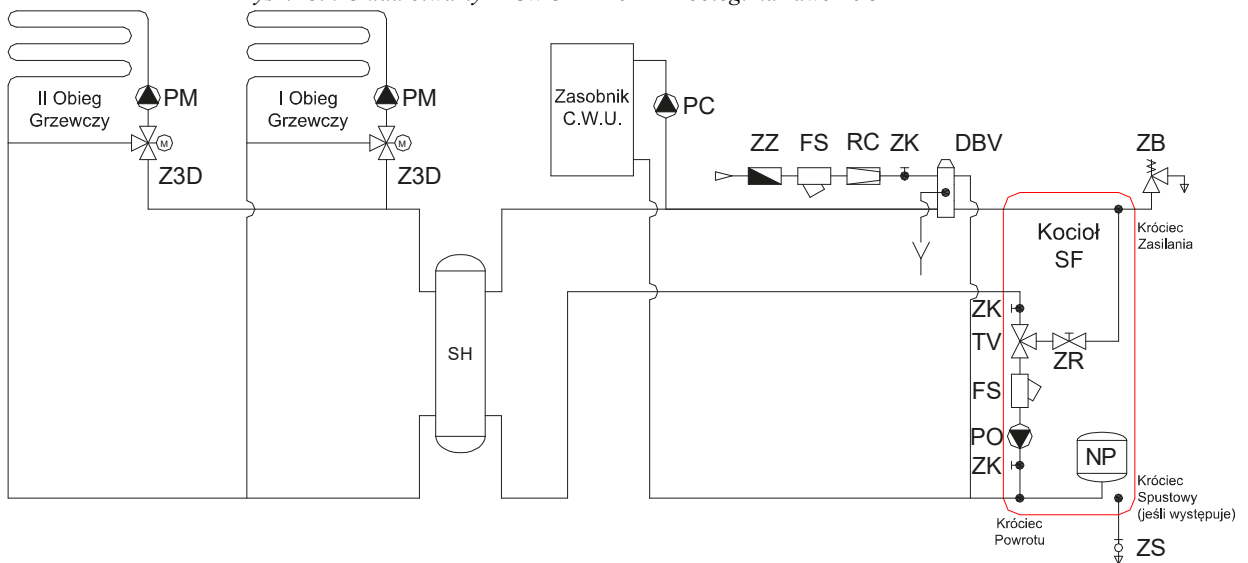 II Obieg
Grzewczy
PM
Z3D
I Obieg
Grzewczy
PM
Z3D
M
M
Zasobnik
C.W.U.
PC
ZZ
FS
RC
ZK
DBV
ZB
Króciec
Zasilania
Kocioł
SF
ZK
TV
ZR
FS
PO
ZK
NP
SH
Króciec
Spustowy
(jeśli występuje)
Króciec
Powrotu
ZS